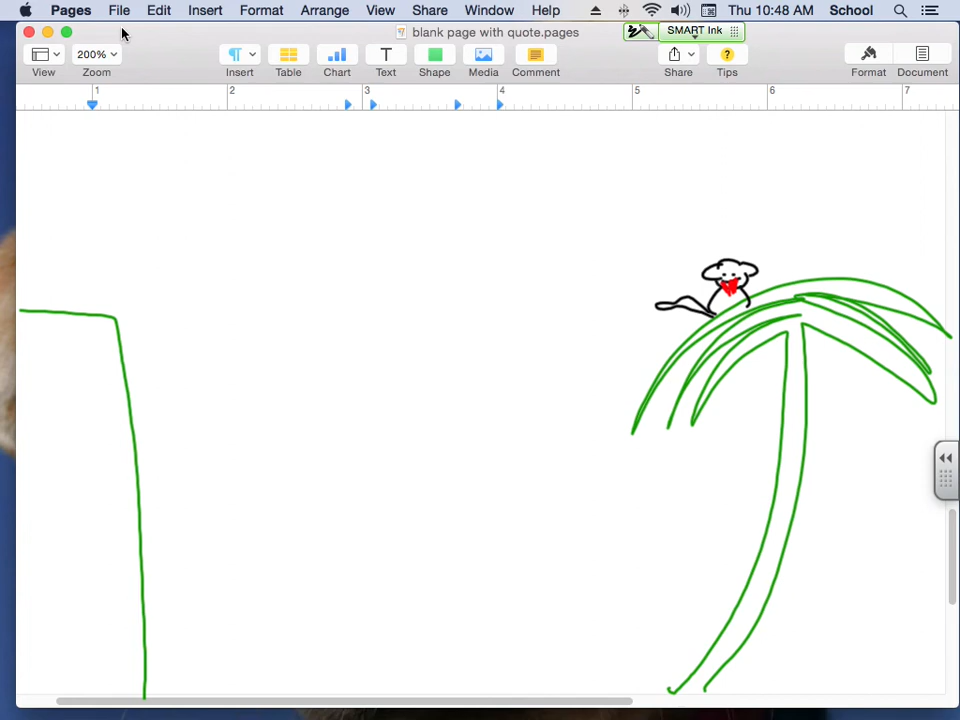 Pages File Edit Insert Format Arrange View Share Window Help Thu 10:48 AM School
blank page with quote.pages SMART Ink
200%
View Zoom Insert Table Chart Text Shape Media Comment Share Tips Format Document
1 2 3 4 5 6 7